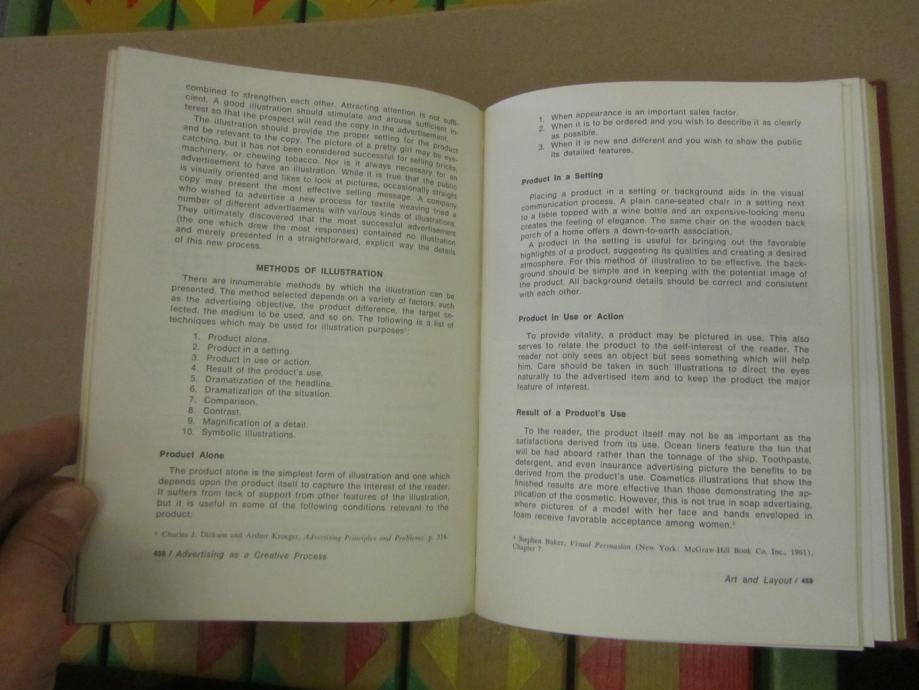 combined to strengthen each other. Attracting attention is not suffi-
cient. A good illustration should stimulate and arouse sufficient in-
terest so that the prospect will read the copy in the advertisement.
The illustration should provide the proper setting for the product
and be relevant to the copy. The picture of a pretty girl may be eye-
catching, but it has not been considered successful for selling bricks,
machinery, or chewing tobacco. Nor is it always necessary for an
advertisement to have an illustration. While it is true that the public
is visually oriented and likes to look at pictures, occasionally straight
copy may present the most effective selling message. A company
who wished to advertise a new process for textile weaving tried a
number of different advertisements with various kinds of illustrations.
They ultimately discovered that the most successful advertisement
(the one which drew the most responses) contained no illustration
and merely presented in a straightforward, explicit way the details
of this new process.
METHODS OF ILLUSTRATION
There are innumerable methods by which the illustration can be
presented. The method selected depends on a variety of factors, such
as the advertising objective, the product difference, the target se-
lected, the medium to be used, and so on. The following is a list of
techniques which may be used for illustration purposes:
1. Product alone.
2. Product in a setting.
3. Product in use or action.
4. Result of the product's use.
5. Dramatization of the headline.
6. Dramatization of the situation.
7. Comparison.
8. Contrast.
9. Magnification of a detail.
10. Symbolic illustrations.
Product Alone
The product alone is the simplest form of illustration and one which
depends upon the product itself to capture the interest of the reader.
It suffers from lack of support from other features of the illustration,
but it is useful in some of the following conditions relevant to the
product:
Charles J. Dirksen and Arthur Kroeger, Advertising Principles and Problems, p. 316.
458 / Advertising as a Creative Process
1. When appearance is an important sales factor.
2. When it is to be ordered and you wish to describe it as clearly
as possible.
3. When it is new and different and you wish to show the public
its detailed features.
Product in a Setting
Placing a product in a setting or background aids in the visual
communication process. A plain cane-seated chair in a setting next
to a table topped with a wine bottle and an expensive-looking menu
creates the feeling of elegance. The same chair on the wooden back
porch of a home offers a down-to-earth association.
A product in the setting is useful for bringing out the favorable
highlights of a product, suggesting its qualities and creating a desired
atmosphere. For this method of illustration to be effective, the back-
ground should be simple and in keeping with the potential image of
the product. All background details should be correct and consistent
with each other.
Product in Use or Action
To provide vitality, a product may be pictured in use. This also
serves to relate the product to the self-interest of the reader. The
reader not only sees an object but sees something which will help
him. Care should be taken in such illustrations to direct the eyes
naturally to the advertised item and to keep the product the major
feature of interest.
Result of a Product's Use
To the reader, the product itself may not be as important as the
satisfactions derived from its use. Ocean liners feature the fun that
will be had aboard rather than the tonnage of the ship. Toothpaste,
detergent, and even insurance advertising picture the benefits to be
derived from the product's use. Cosmetics illustrations that show the
finished results are more effective than those demonstrating the ap-
plication of the cosmetic. However, this is not true in soap advertising,
where pictures of a model with her face and hands enveloped in
foam receive favorable acceptance among women.⁴
⁴ Stephen Baker, Visual Persuasion (New York: McGraw-Hill Book Co. Inc., 1961),
Chapter 7.
Art and Layout / 459